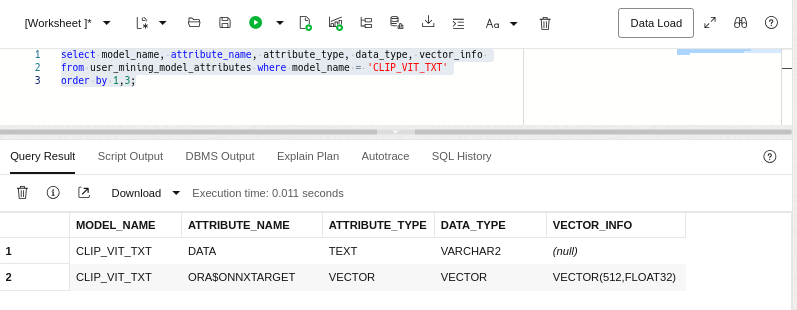 [Worksheet ]* Aa Data Load
1 select model_name, attribute_name, attribute_type, data_type, vector_info
2 from user_mining_model_attributes where model_name = 'CLIP_VIT_TXT'
3 order by 1,3;
Query Result Script Output DBMS Output Explain Plan Autotrace SQL History
Download Execution time: 0.011 seconds
MODEL_NAME ATTRIBUTE_NAME ATTRIBUTE_TYPE DATA_TYPE VECTOR_INFO
1 CLIP_VIT_TXT DATA TEXT VARCHAR2 (null)
2 CLIP_VIT_TXT ORA$ONNXTARGET VECTOR VECTOR VECTOR(512,FLOAT32)